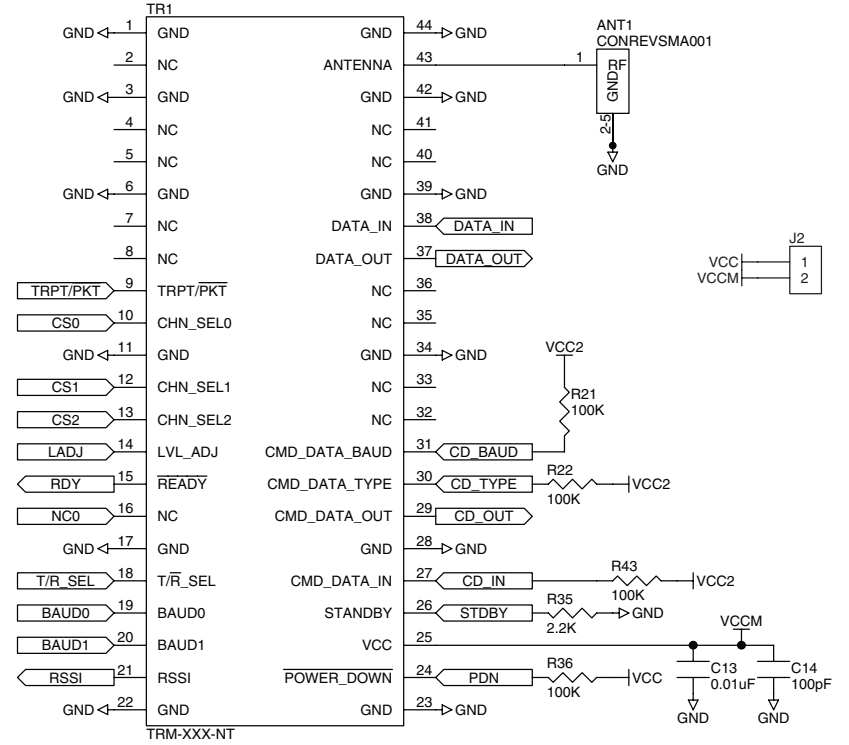 TR1
GND 1 GND GND 44 GND
2 NC ANTENNA 43
GND 3 GND GND 42 GND
4 NC NC 41
5 NC NC 40
GND 6 GND GND 39 GND
7 NC DATA_IN 38 DATA_IN
8 NC DATA_OUT 37 DATA_OUT
TRPT/PKT 9 TRPT/PKT NC 36
CS0 10 CHN_SEL0 NC 35
GND 11 GND GND 34 GND
CS1 12 CHN_SEL1 NC 33
CS2 13 CHN_SEL2 NC 32
LADJ 14 LVL_ADJ CMD_DATA_BAUD 31 CD_BAUD
RDY 15 READY CMD_DATA_TYPE 30 CD_TYPE
NC0 16 NC CMD_DATA_OUT 29 CD_OUT
GND 17 GND GND 28 GND
T/R_SEL 18 T/R_SEL CMD_DATA_IN 27 CD_IN
BAUD0 19 BAUD0 STANDBY 26 STDBY
BAUD1 20 BAUD1 VCC 25
RSSI 21 RSSI POWER_DOWN 24 PDN
GND 22 GND GND 23 GND
TRM-XXX-NT
ANT1
CONREVSMA001
1 RF
GND
2-5
GND
J2
VCC 1
VCCM 2
VCC2
R21
100K
R22
100K
VCC2
R43
100K
VCC2
R35
2.2K
GND
VCCM
R36
100K
VCC
C13
0.01uF
GND
C14
100pF
GND